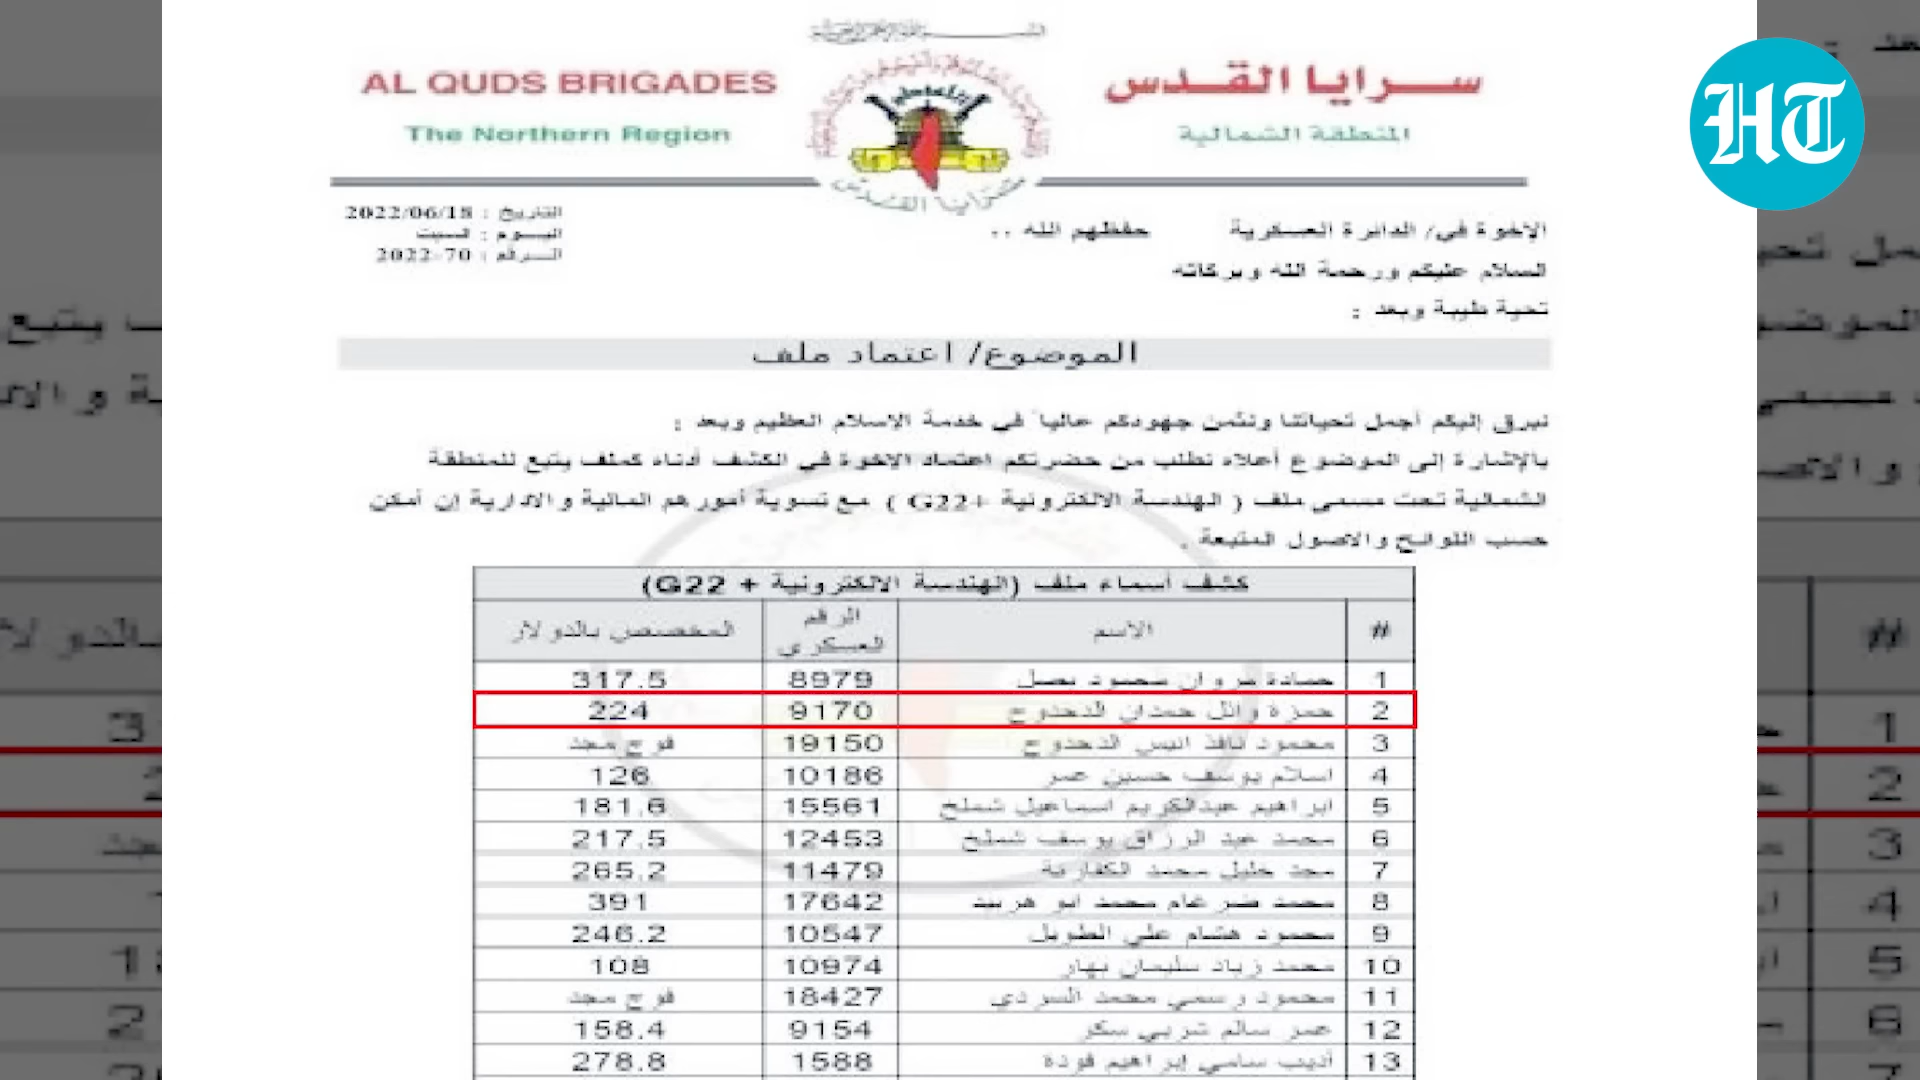 HT
AL QUDS BRIGADES
سرايا القدس
The Northern Region
المنطقة الشمالية
سرايا القدس
التاريخ : 2022/06/18
اليوم : السبت
الرقم : 70-2022
الإخوة في/ الدائرة العسكرية حفظهم الله ..
السلام عليكم ورحمة الله وبركاته
تحية طيبة وبعد :
الموضوع/ اعتماد ملف
نبرق إليكم أجمل تحياتنا ونثمن جهودكم عالياً في خدمة الإسلام العظيم وبعد :
بالإشارة إلى الموضوع أعلاه نطلب من حضرتكم اعتماد الاخوة في الكشف أدناه كملف يتبع للمنطقة
الشمالية تحت مسمى ملف ( الهندسة الالكترونية +G22 ) مع تسوية أمورهم المالية والادارية إن أمكن
حسب اللوائح والاصول المتبعة .
كشف أسماء ملف (الهندسة الالكترونية + G22)
# الاسم الرقم العسكري المخصص بالدولار
1 حمادة مروان محمود بصل 8979 317.5
2 حمزة وائل حمدان الدحدوح 9170 224
3 محمود نافذ انيس الدحدوح 19150 فوج مجد
4 اسلام يوسف حسين عمر 10186 126
5 ابراهيم عبدالكريم اسماعيل شملخ 15561 181.6
6 محمد عبد الرزاق يوسف شملخ 12453 217.5
7 مجد خليل محمد الكفارنة 11479 265.2
8 محمد ضرغام محمد ابو هربيد 17642 391
9 محمود هشام علي الطويل 10547 246.2
10 محمد زياد سليمان بهار 10974 108
11 محمود رسمي محمد السردي 18427 فوج مجد
12 عمر سالم شربي سكر 9154 158.4
13 أديب سامي إبراهيم فودة 1588 278.8